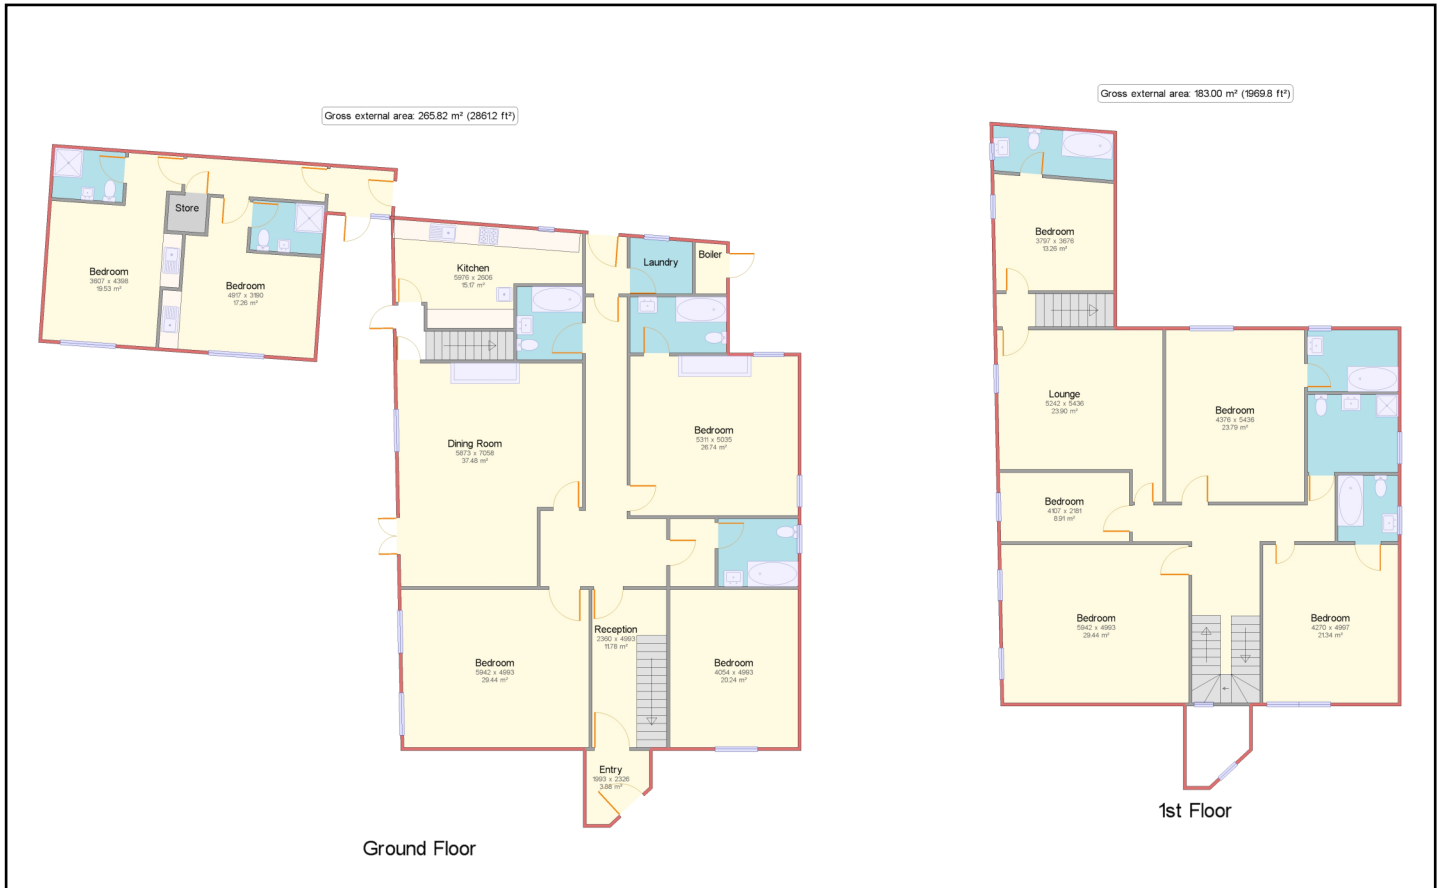 Gross external area: 265.82 m² (2861.2 ft²)
Store
Bedroom
3607 x 4398
19.53 m²
Bedroom
4917 x 3190
17.26 m²
Kitchen
5976 x 2606
15.17 m²
Laundry
Boiler
Dining Room
5873 x 7058
37.48 m²
Bedroom
5311 x 5035
26.74 m²
Bedroom
5942 x 4993
29.44 m²
Reception
2360 x 4993
11.78 m²
Bedroom
4054 x 4993
20.24 m²
Entry
1993 x 2326
3.88 m²
Ground Floor
Gross external area: 183.00 m² (1969.8 ft²)
Bedroom
3797 x 3676
13.26 m²
Lounge
5242 x 5436
23.90 m²
Bedroom
4376 x 5436
23.79 m²
Bedroom
4107 x 2181
8.91 m²
Bedroom
5942 x 4993
29.44 m²
Bedroom
4270 x 4997
21.34 m²
1st Floor